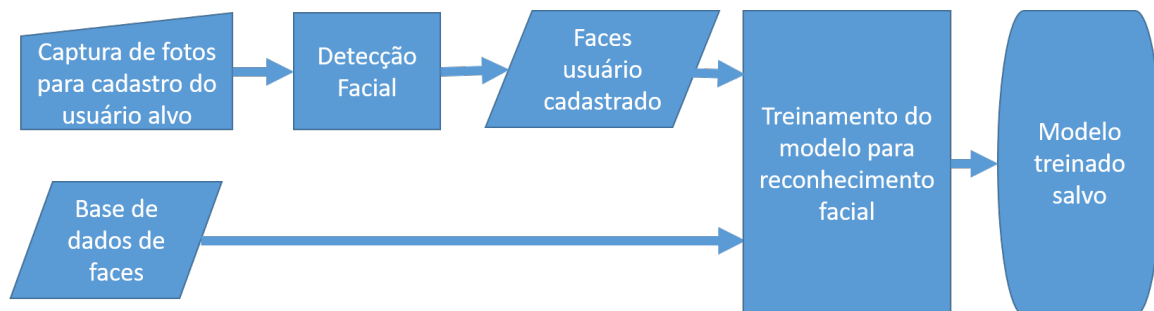 Captura de fotos
para cadastro do
usuário alvo
Detecção
Facial
Faces
usuário
cadastrado
Base de
dados de
faces
Treinamento do
modelo para
reconhecimento
facial
Modelo
treinado
salvo